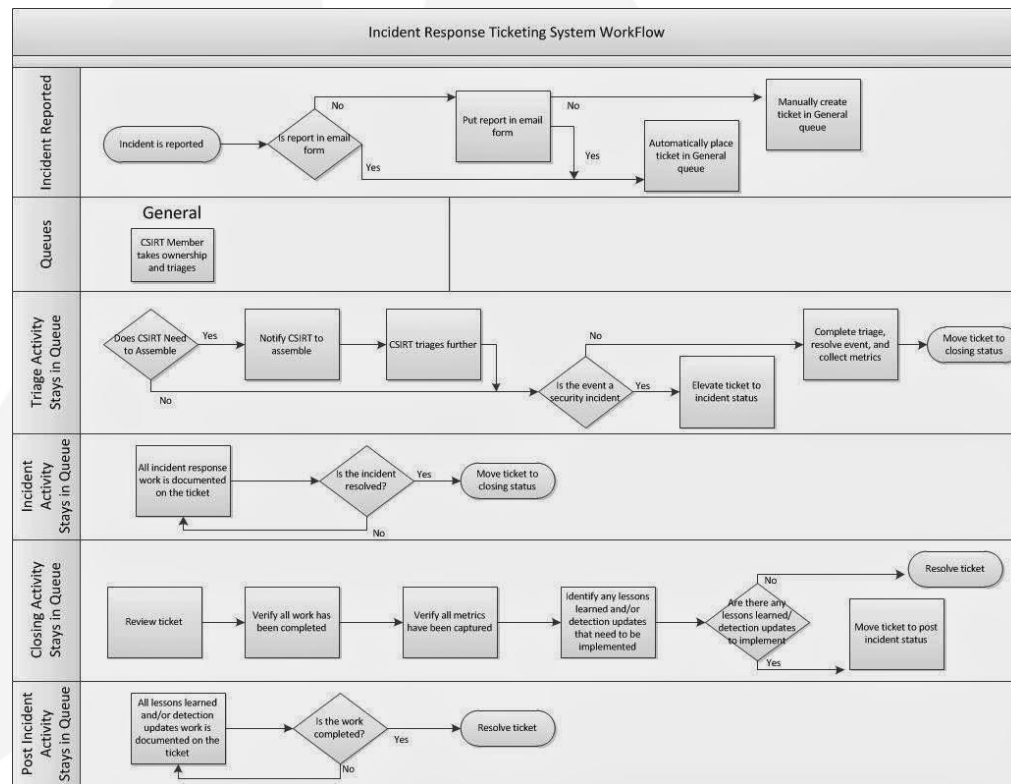 Incident Response Ticketing System WorkFlow
Incident Reported
Incident is reported
Is report in email
form
No
Yes
Put report in email
form
No
Yes
Automatically place
ticket in General
queue
Manually create
ticket in General
queue
Queues
General
CSIRT Member
takes ownership
and triages
Triage Activity
Stays in Queue
Does CSIRT Need
to Assemble
Yes
No
Notify CSIRT to
assemble
CSIRT triages further
Is the event a
security incident
No
Yes
Elevate ticket to
incident status
Complete triage,
resolve event, and
collect metrics
Move ticket to
closing status
Incident
Activity
Stays in Queue
All incident response
work is documented
on the ticket
Is the incident
resolved?
Yes
No
Move ticket to
closing status
Closing Activity
Stays in Queue
Review ticket
Verify all work has
been completed
Verify all metrics
have been captured
Identify any lessons
learned and/or
detection updates
that need to be
implemented
Are there any
lessons learned/
detection updates
to implement
No
Yes
Resolve ticket
Move ticket to post
incident status
Post Incident
Activity
Stays in Queue
All lessons learned
and/or detection
updates work is
documented on the
ticket
Is the work
completed?
Yes
No
Resolve ticket